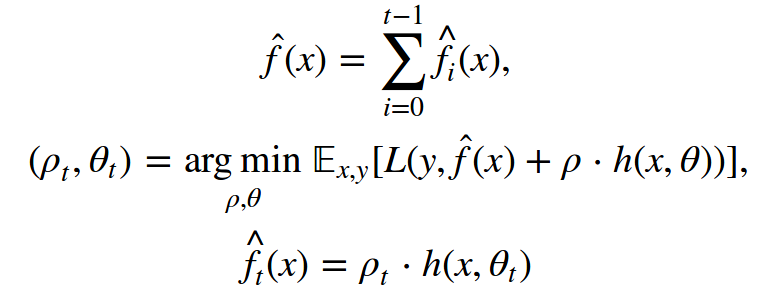 f̂(x) = ∑_{i=0}^{t−1} f̂_i(x),
(ρ_t, θ_t) = arg min_{ρ,θ} 𝔼_{x,y}[L(y, f̂(x) + ρ · h(x, θ))],
f̂_t(x) = ρ_t · h(x, θ_t)